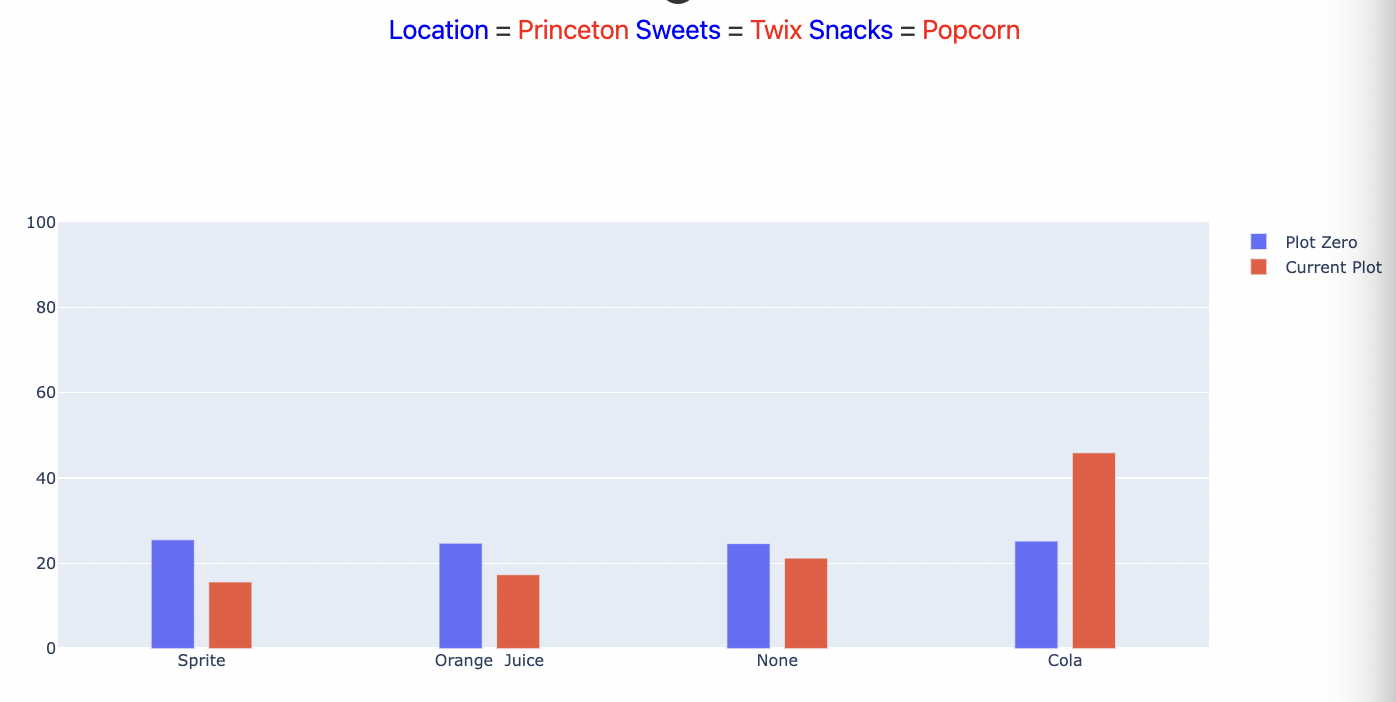 Location = Princeton Sweets = Twix Snacks = Popcorn
100
80
60
40
20
0
Sprite
Orange Juice
None
Cola
Plot Zero
Current Plot